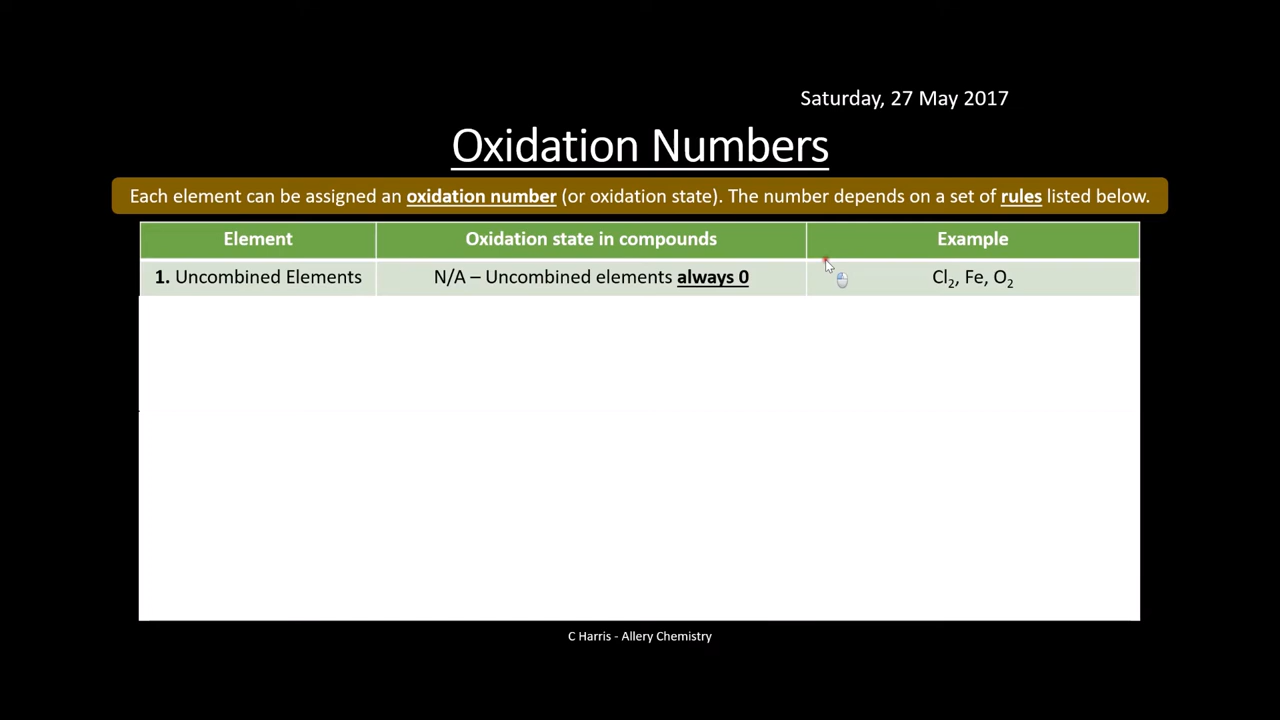 Saturday, 27 May 2017
Oxidation Numbers
Each element can be assigned an oxidation number (or oxidation state). The number depends on a set of rules listed below.
Element Oxidation state in compounds Example
1. Uncombined Elements N/A – Uncombined elements always 0 Cl₂, Fe, O₂
C Harris - Allery Chemistry